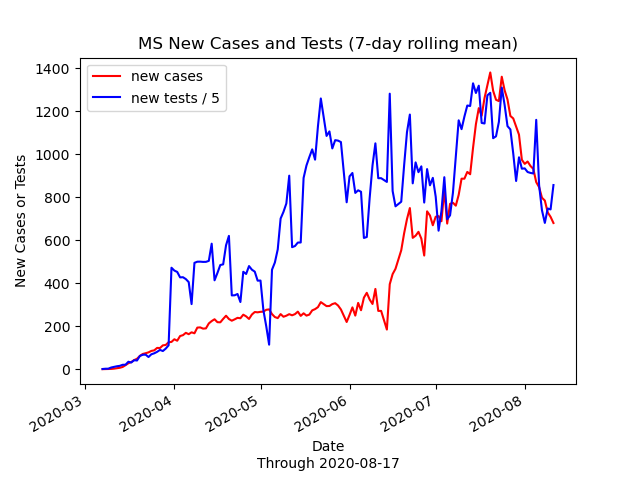 MS New Cases and Tests (7-day rolling mean)
new cases
new tests / 5
New Cases or Tests
1400
1200
1000
800
600
400
200
0
2020-03
2020-04
2020-05
2020-06
2020-07
2020-08
Date
Through 2020-08-17